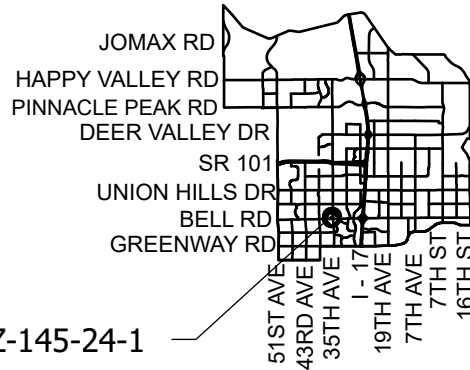 JOMAX RD
HAPPY VALLEY RD
PINNACLE PEAK RD
DEER VALLEY DR
SR 101
UNION HILLS DR
BELL RD
GREENWAY RD
51ST AVE
43RD AVE
35TH AVE
I - 17
19TH AVE
7TH AVE
7TH ST
16TH ST
Z-145-24-1